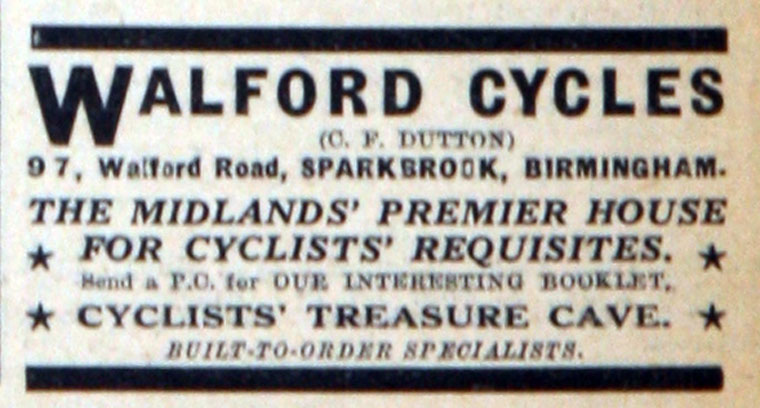 WALFORD CYCLES
(C. F. DUTTON)
97, Walford Road, SPARKBROOK, BIRMINGHAM.
THE MIDLANDS' PREMIER HOUSE
★ FOR CYCLISTS' REQUISITES. ★
Send a P.C. for OUR INTERESTING BOOKLET,
★ CYCLISTS' TREASURE CAVE. ★
BUILT-TO-ORDER SPECIALISTS.